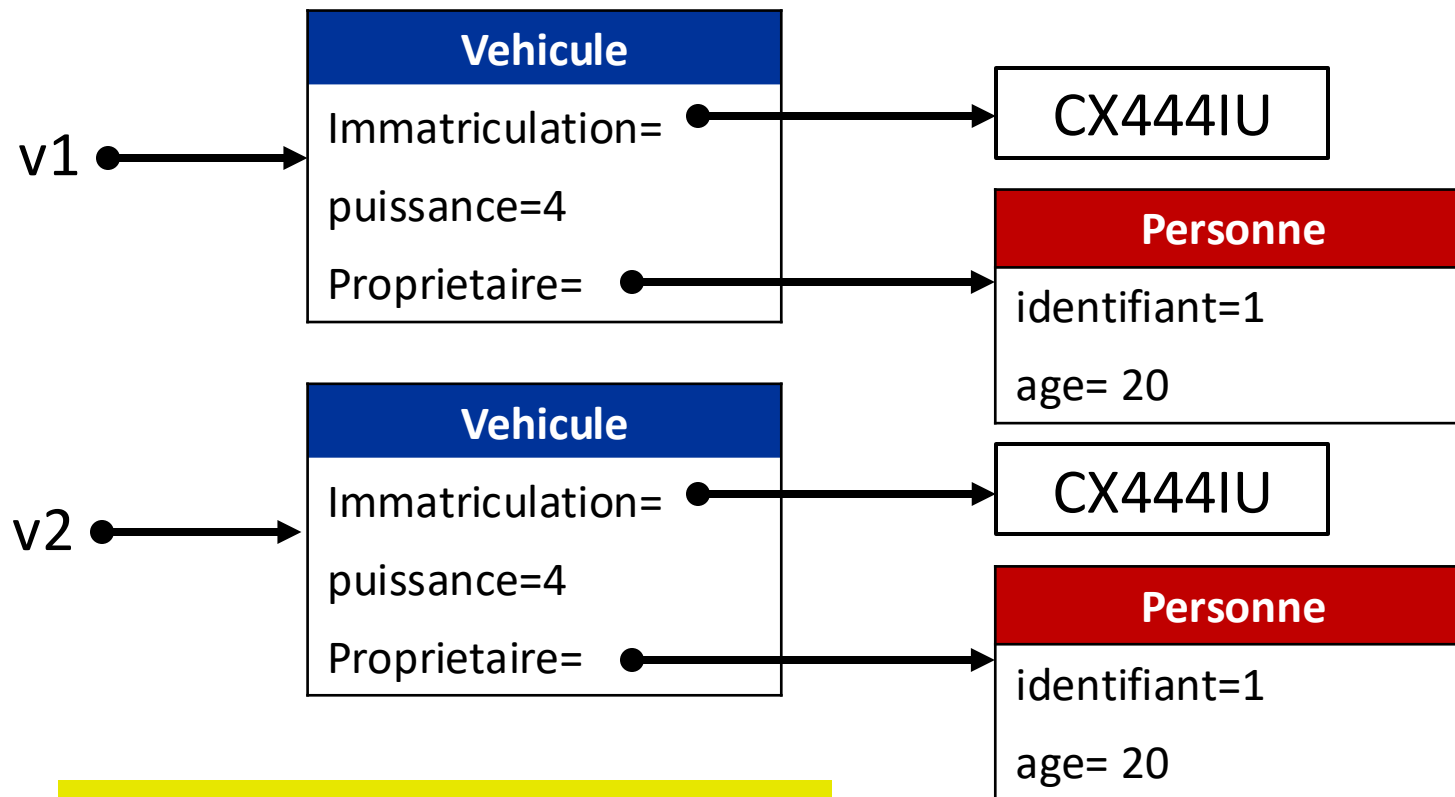 Vehicule
v1
Immatriculation=
puissance=4
Proprietaire=
CX444IU
Personne
identifiant=1
age= 20
Vehicule
v2
Immatriculation=
puissance=4
Proprietaire=
CX444IU
Personne
identifiant=1
age= 20